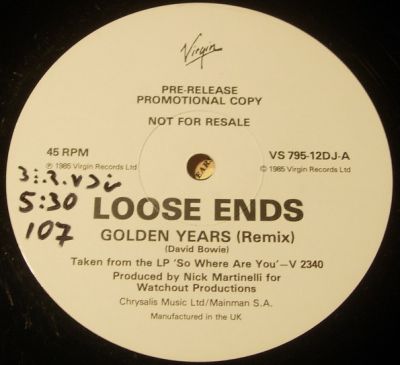 Virgin
PRE-RELEASE
PROMOTIONAL COPY
NOT FOR RESALE
45 RPM
VS 795-12DJ-A
℗ 1985 Virgin Records Ltd
© 1985 Virgin Records Ltd
5:30
107
LOOSE ENDS
GOLDEN YEARS (Remix)
(David Bowie)
Taken from the LP 'So Where Are You'–V 2340
Produced by Nick Martinelli for
Watchout Productions
Chrysalis Music Ltd/Mainman S.A.
Manufactured in the UK